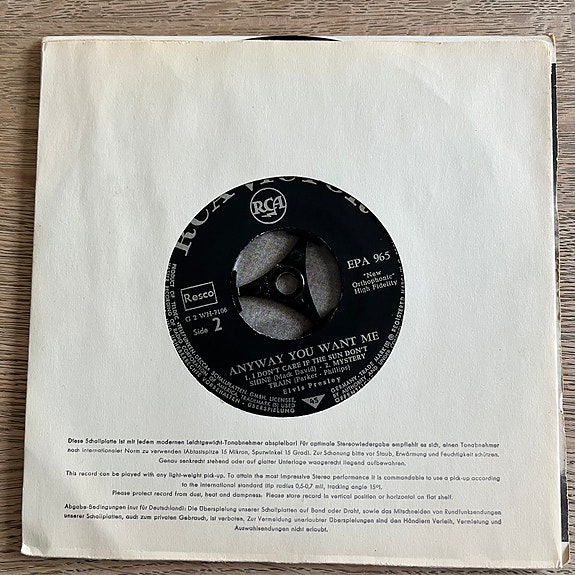 RCA VICTOR
RCA
EPA 965
"New
Orthophonic"
High Fidelity
Resco
G 2 WH-7106
Side 2
ANYWAY YOU WANT ME
1. I DON'T CARE IF THE SUN DON'T
SHINE (Mack David) - 2. MYSTERY
TRAIN (Parker - Phillips)
Elvis Presley
45
Diese Schallplatte ist mit jedem modernen Leichtgewicht-Tonabnehmer abspielbar! Für optimale Stereowiedergabe empfiehlt es sich, einen Tonabnehmer
nach internationaler Norm zu verwenden (Abtastspitze 15 Mikron, Spurwinkel 15 Grad). Zur Schonung bitte vor Staub, Erwärmung und Feuchtigkeit schützen.
Genau senkrecht stehend oder auf glatter Unterlage waagerecht liegend aufbewahren.
This record can be played with any light-weight pick-up. To attain the most impressive Stereo performance it is commendable to use a pick-up according
to the international standard (tip radius 0,5-0,7 mil, tracking angle 15°).
Please protect from dust, heat and dampness: Please store record in vertical position or horizontal on flat shelf.
Abgabe-Bedingungen (nur für Deutschland): Die Überspielung unserer Schallplatten auf Band oder Draht, sowie das Mitschneiden von Rundfunksendungen
unserer Schallplatten, auch zum privaten Gebrauch, ist verboten. Zur Vermeidung unerlaubter Überspielungen sind den Händlern Verleih, Vermietung und
Auswahlsendungen nicht erlaubt.